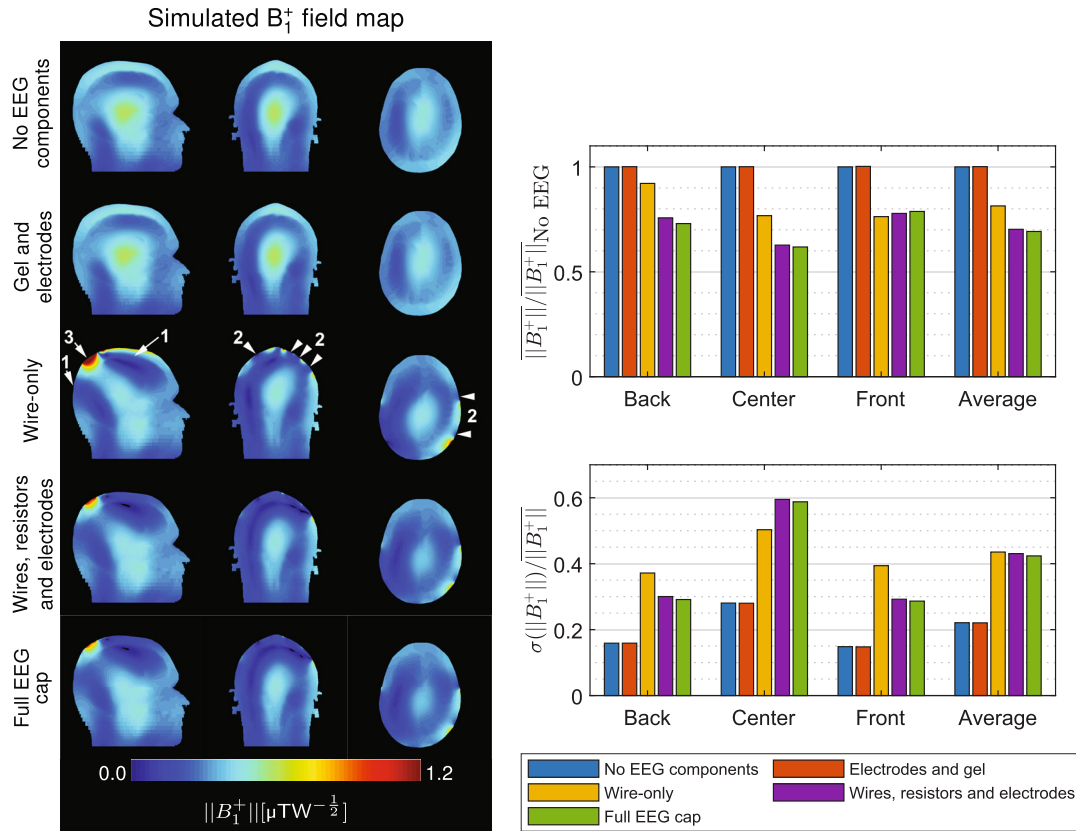 Simulated B₁⁺ field map
No EEG
components
Gel and
electrodes
Wire-only
3
1
1
2
2
2
Wires, resistors
and electrodes
Full EEG
cap
0.0
1.2
||B₁⁺||[μTW^{-1/2}]
||B₁⁺||/||B₁⁺||No EEG
1
0.5
0
Back
Center
Front
Average
σ(||B₁⁺||)/||B₁⁺||
0.6
0.4
0.2
0
Back
Center
Front
Average
No EEG components
Electrodes and gel
Wire-only
Wires, resistors and electrodes
Full EEG cap